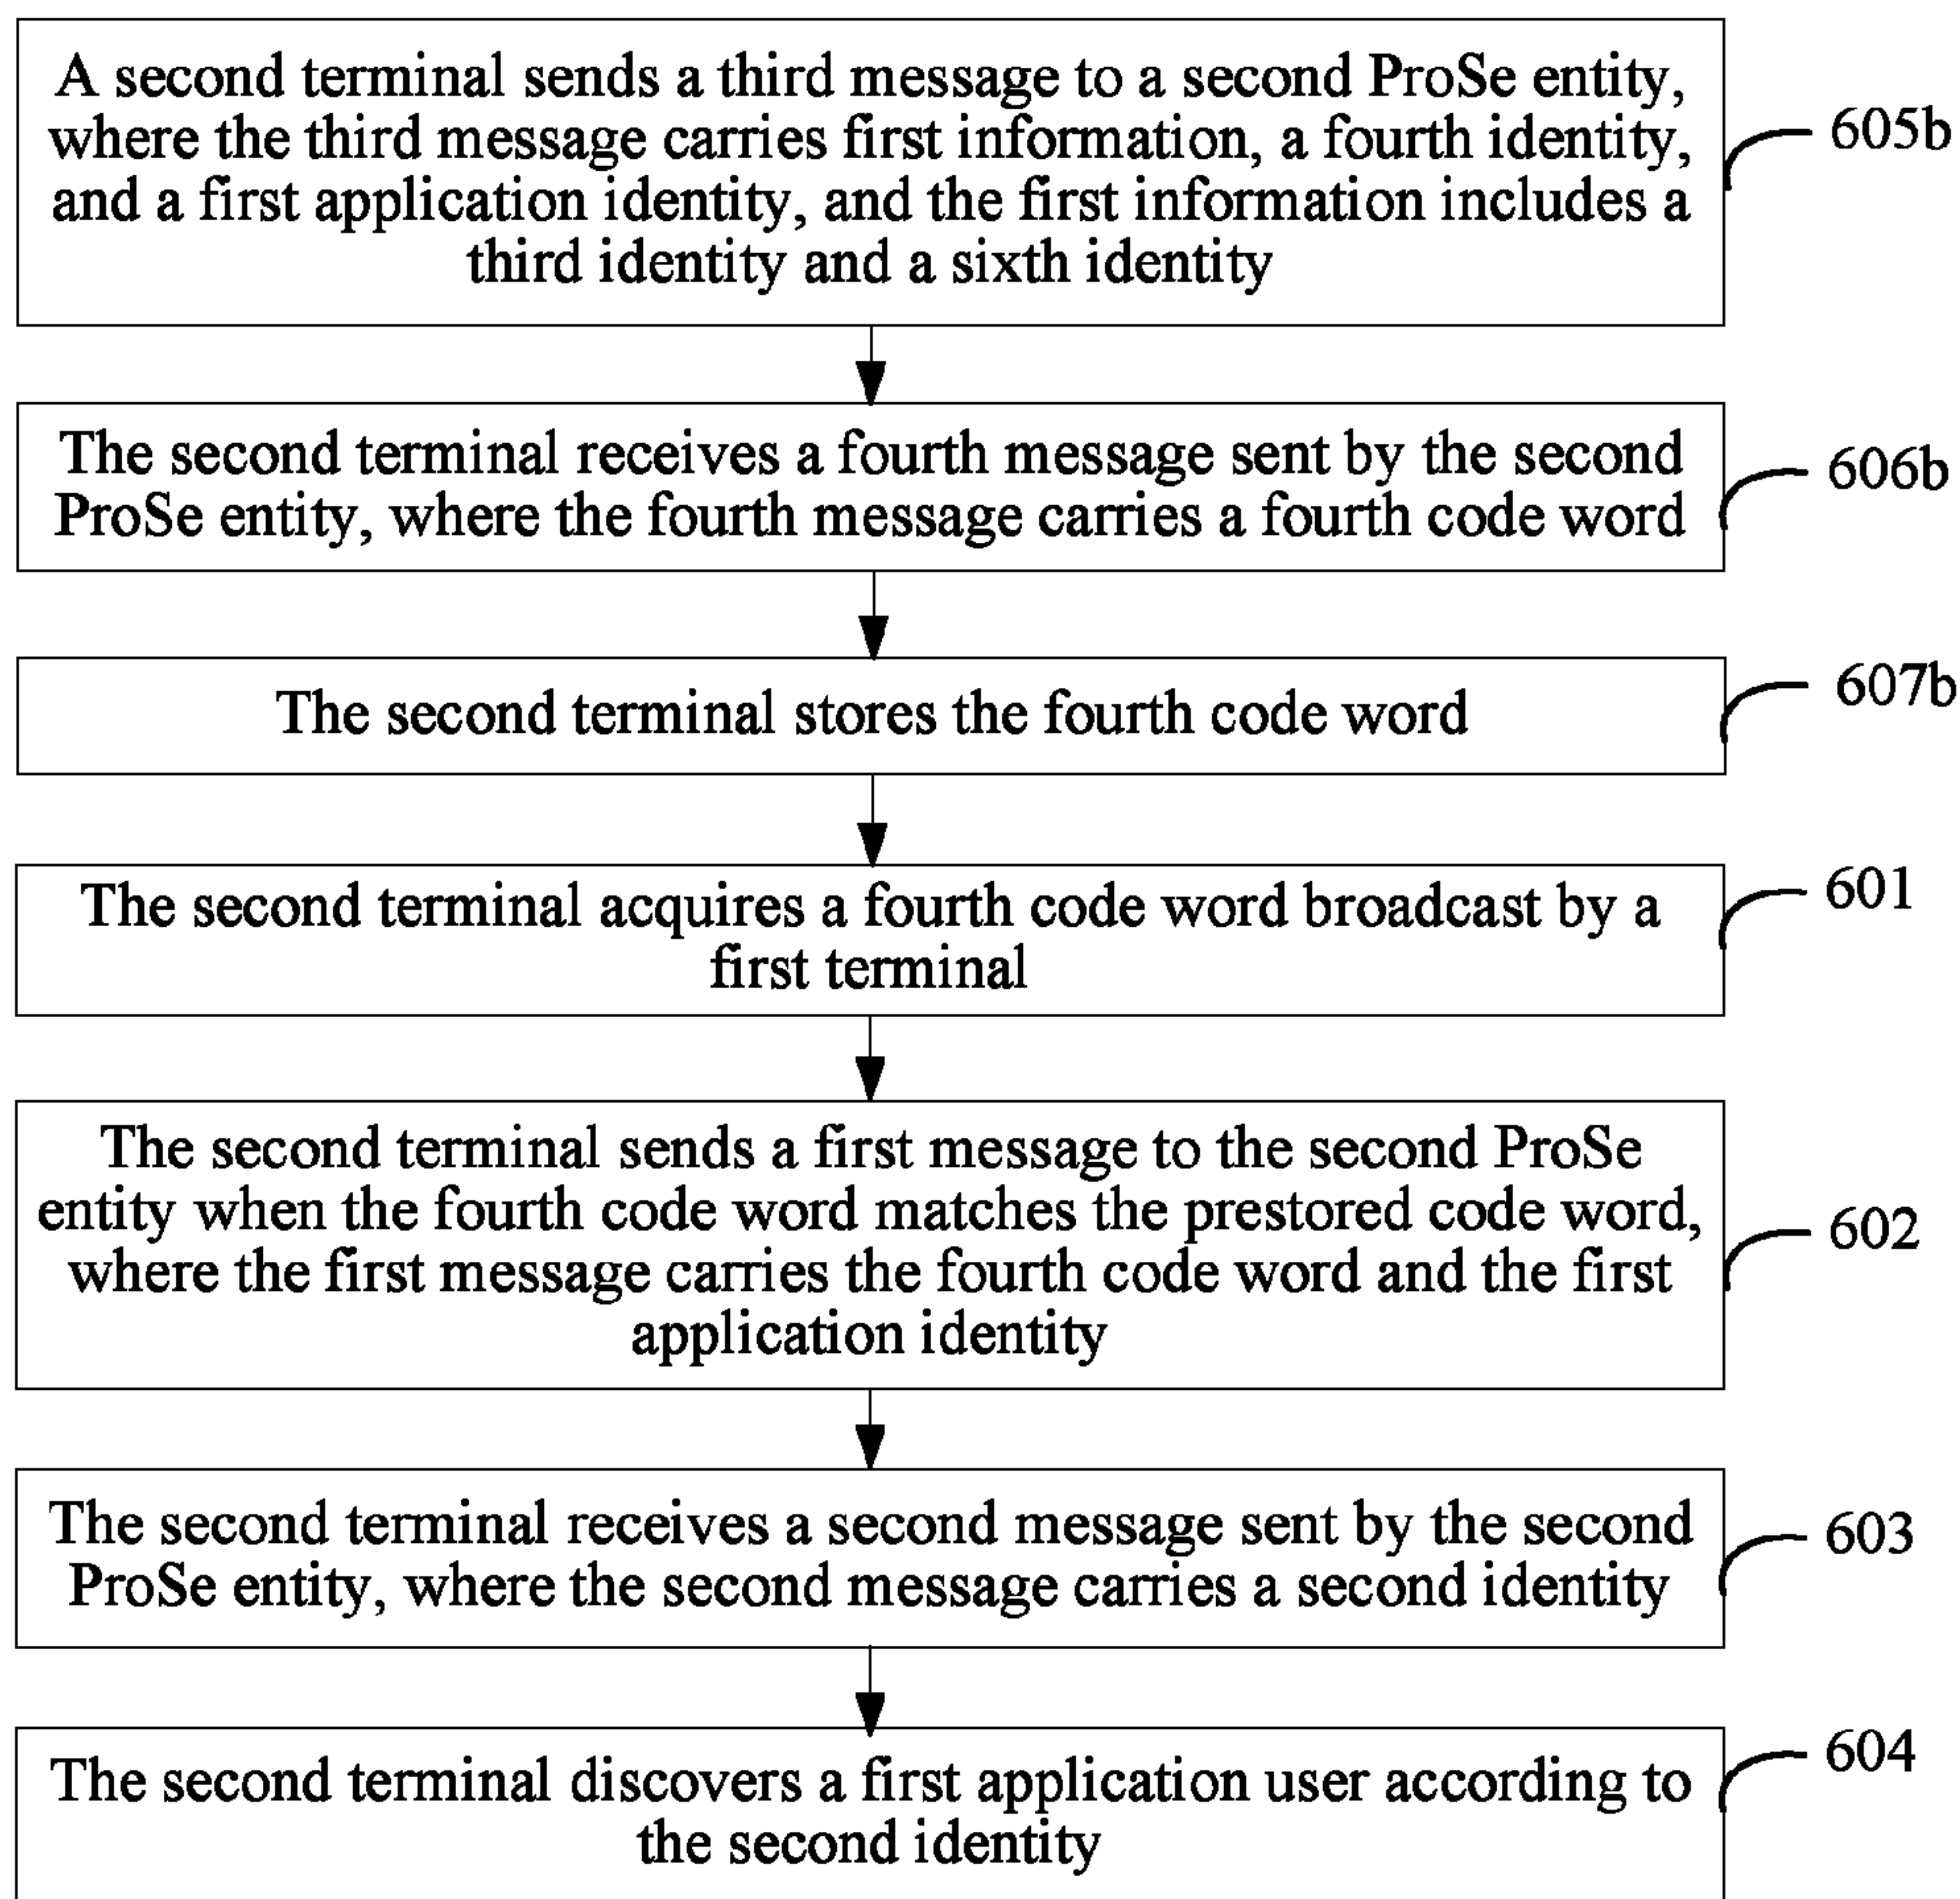 A second terminal sends a third message to a second ProSe entity,
where the third message carries first information, a fourth identity,
and a first application identity, and the first information includes a
third identity and a sixth identity
605b
The second terminal receives a fourth message sent by the second
ProSe entity, where the fourth message carries a fourth code word
606b
The second terminal stores the fourth code word
607b
The second terminal acquires a fourth code word broadcast by a
first terminal
601
The second terminal sends a first message to the second ProSe
entity when the fourth code word matches the prestored code word,
where the first message carries the fourth code word and the first
application identity
602
The second terminal receives a second message sent by the second
ProSe entity, where the second message carries a second identity
603
The second terminal discovers a first application user according to
the second identity
604